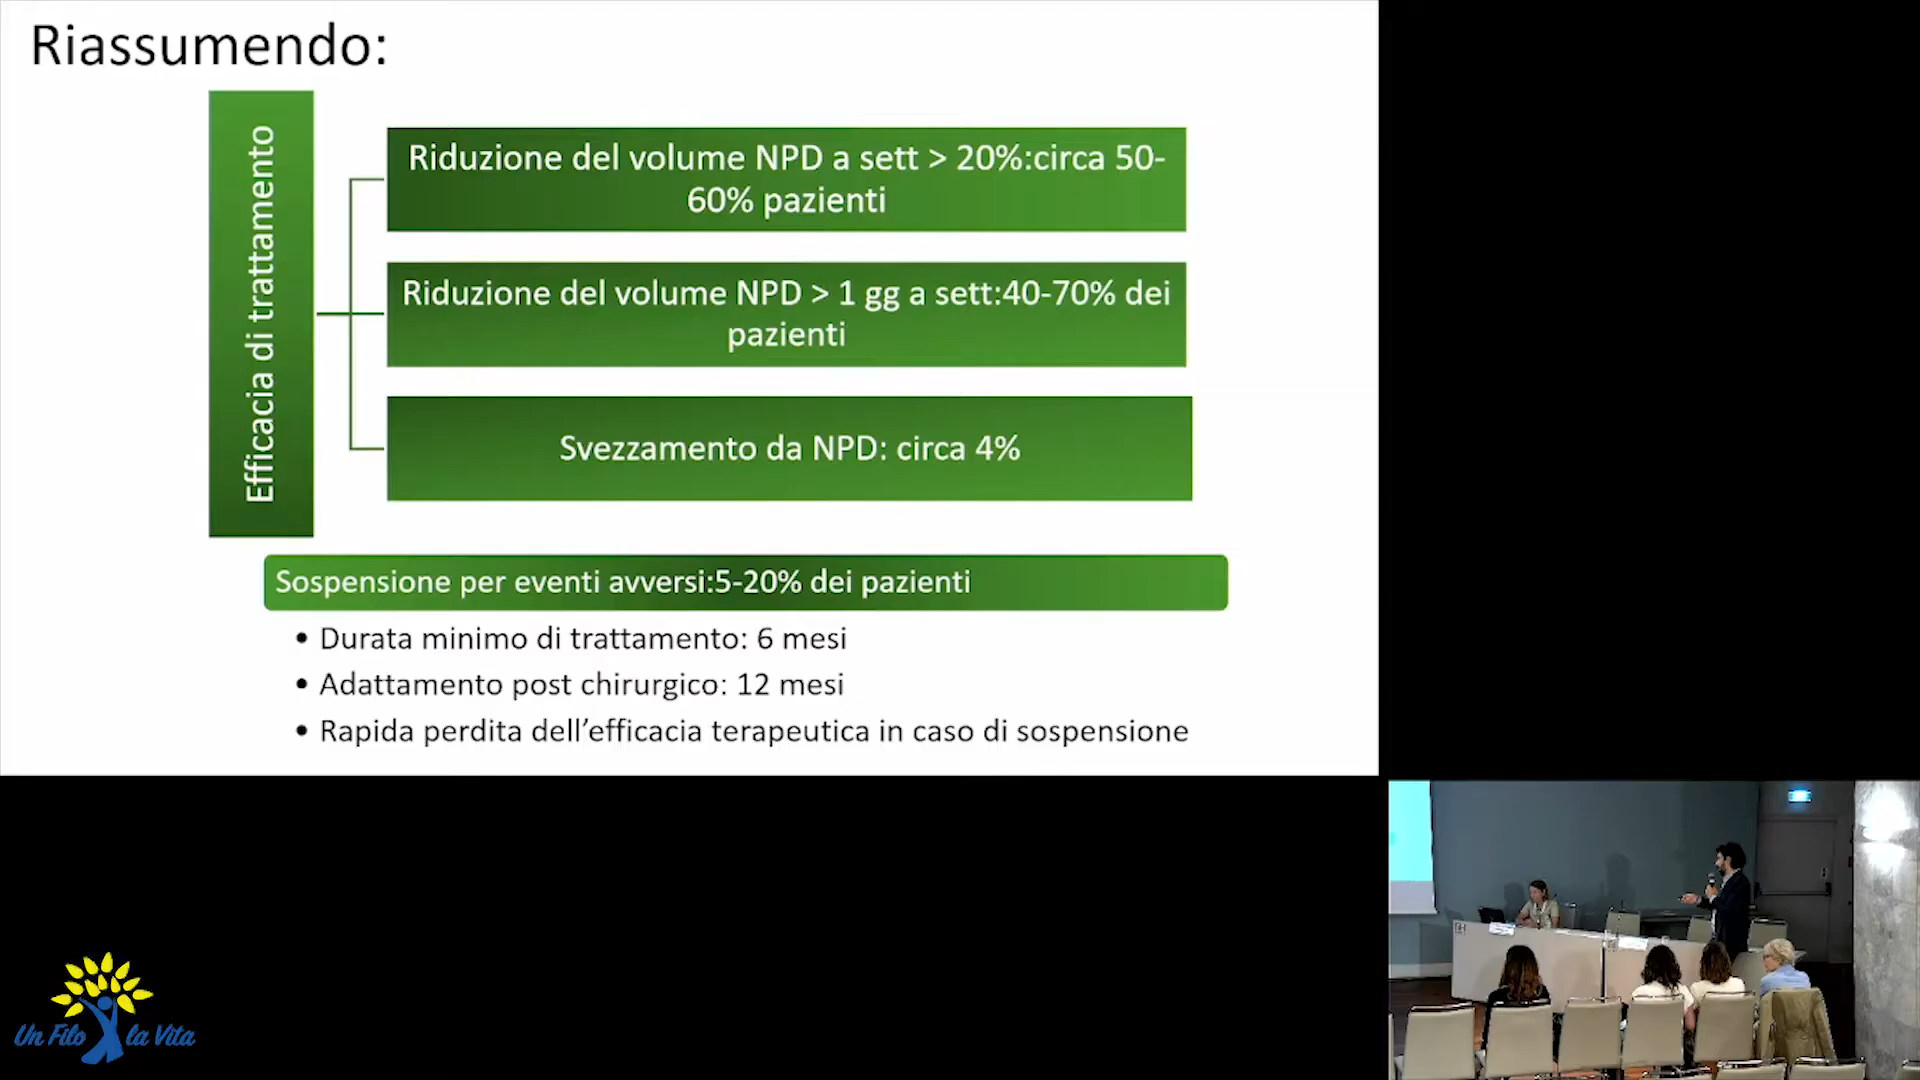 Riassumendo:
Efficacia di trattamento
Riduzione del volume NPD a sett > 20%:circa 50-
60% pazienti
Riduzione del volume NPD > 1 gg a sett:40-70% dei
pazienti
Svezzamento da NPD: circa 4%
Sospensione per eventi avversi:5-20% dei pazienti
• Durata minimo di trattamento: 6 mesi
• Adattamento post chirurgico: 12 mesi
• Rapida perdita dell’efficacia terapeutica in caso di sospensione
Un Filo la Vita